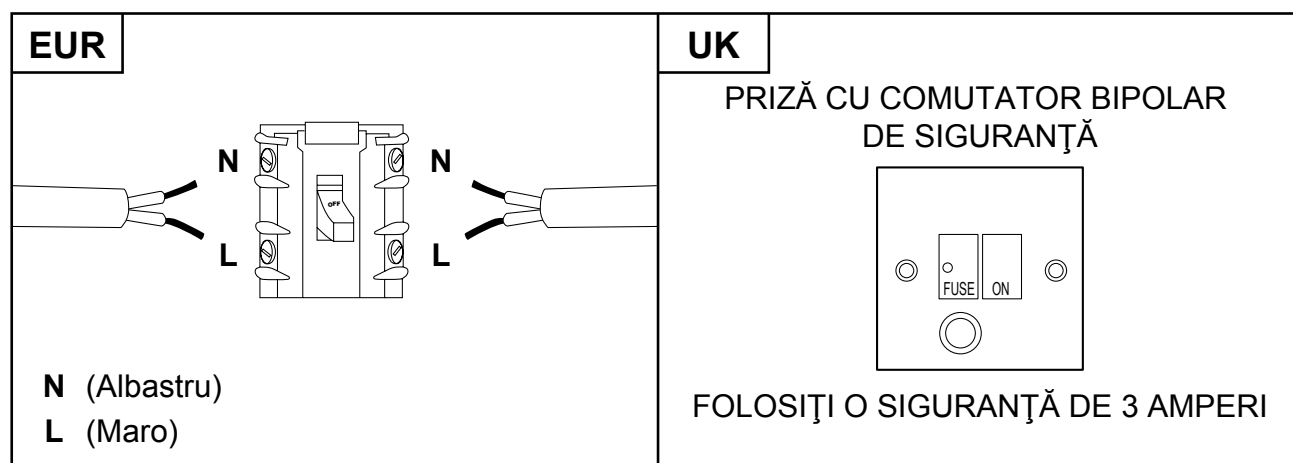 EUR
N
N
OFF
L
L
N (Albastru)
L (Maro)
UK
PRIZĂ CU COMUTATOR BIPOLAR
DE SIGURANŢĂ
FUSE ON
FOLOSIŢI O SIGURANŢĂ DE 3 AMPERI